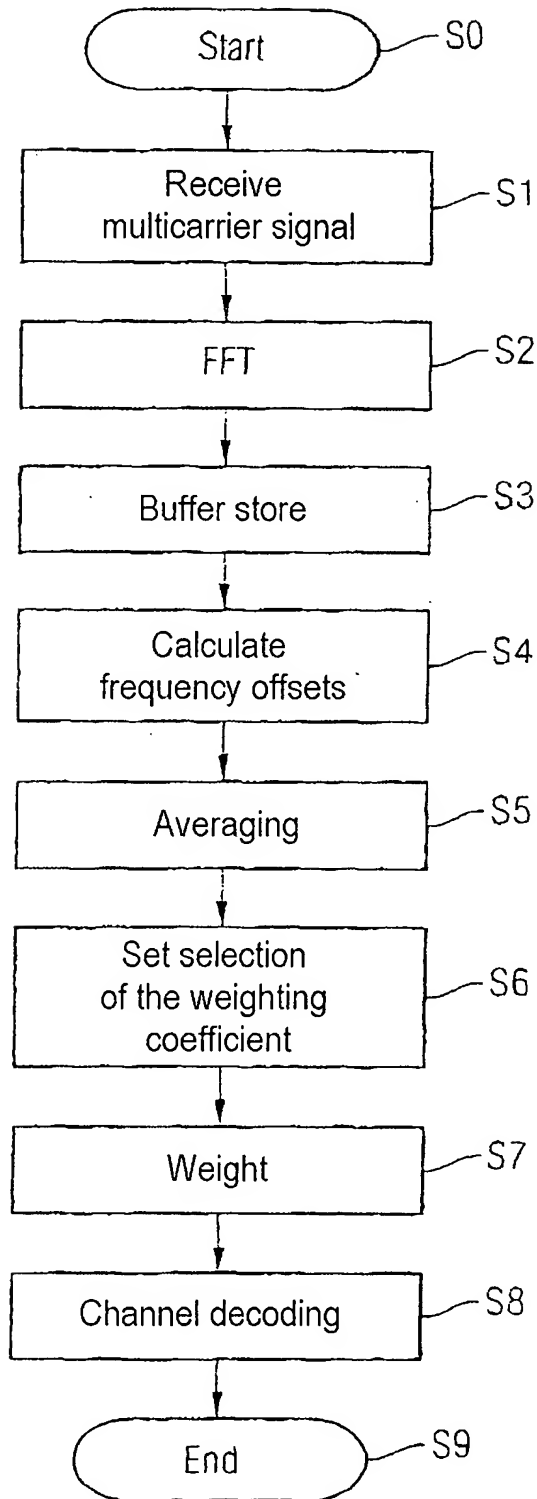 Start
S0
Receive
multicarrier signal
S1
FFT
S2
Buffer store
S3
Calculate
frequency offsets
S4
Averaging
S5
Set selection
of the weighting
coefficient
S6
Weight
S7
Channel decoding
S8
End
S9